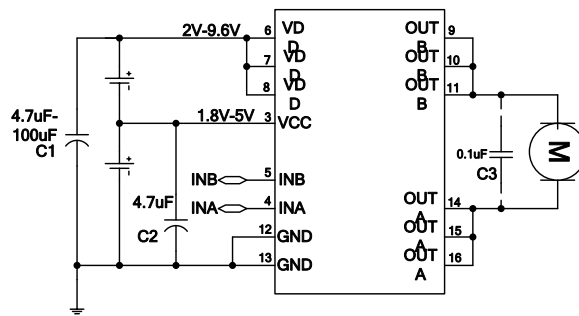 2V-9.6V
6
VD
D
7
VD
D
8
VD
D
1.8V-5V
3
VCC
4.7uF-
100uF
C1
4.7uF
C2
INB
5
INB
INA
4
INA
12
GND
13
GND
OUT
B
9
OUT
B
10
OUT
B
11
0.1uF
C3
M
OUT
A
14
OUT
A
15
OUT
A
16